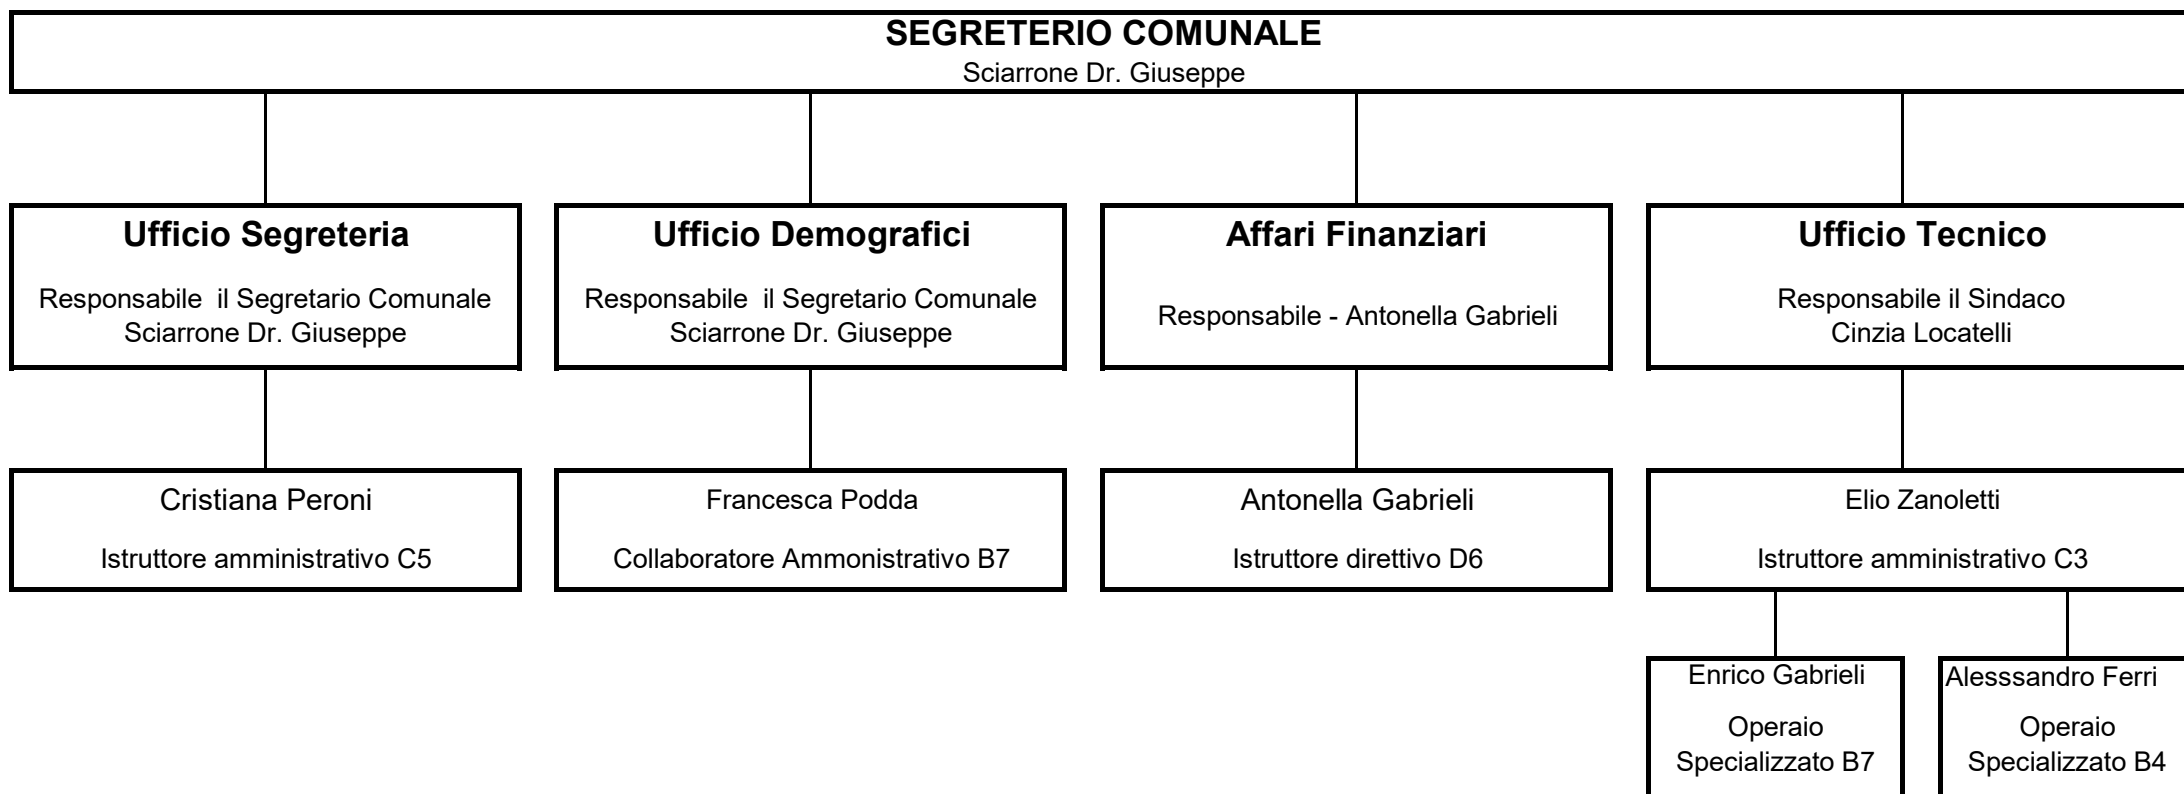 SEGRETERIO COMUNALE
Sciarrone Dr. Giuseppe
Ufficio Segreteria
Responsabile  il Segretario Comunale
Sciarrone Dr. Giuseppe
Ufficio Demografici
Responsabile  il Segretario Comunale
Sciarrone Dr. Giuseppe
Affari Finanziari
Responsabile - Antonella Gabrieli
Ufficio Tecnico
Responsabile il Sindaco
Cinzia Locatelli
Cristiana Peroni
Istruttore amministrativo C5
Francesca Podda
Collaboratore Ammonistrativo B7
Antonella Gabrieli
Istruttore direttivo D6
Elio Zanoletti
Istruttore amministrativo C3
Enrico Gabrieli
Operaio
Specializzato B7
Alesssandro Ferri
Operaio
Specializzato B4